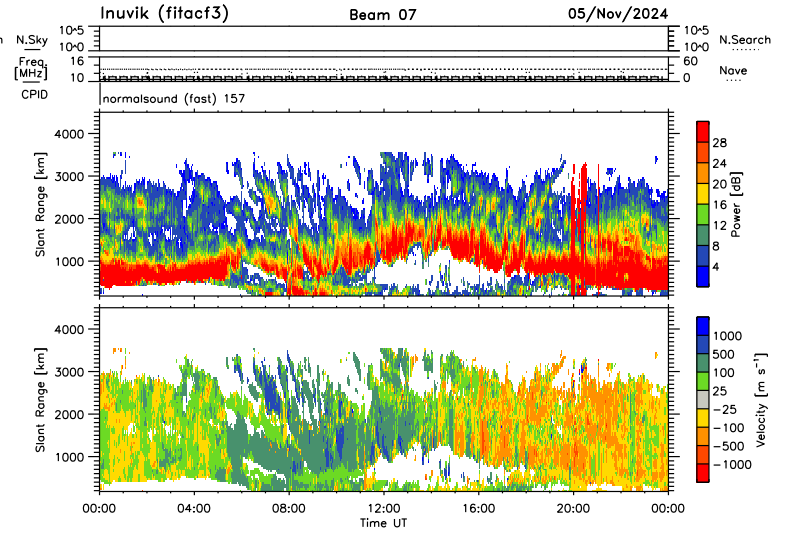 Inuvik (fitacf3) Beam 07 05/Nov/2024
n N.Sky 10^5 10^0 10^5 10^0 N.Search
Freq. [MHz] 16 10 60 0 Nave
CPID normalsound (fast) 157
Slant Range [km] 4000 3000 2000 1000
28 24 20 16 12 8 4 Power [dB]
Slant Range [km] 4000 3000 2000 1000
1000 500 100 25 -25 -100 -500 -1000 Velocity [m s⁻¹]
00:00 04:00 08:00 12:00 16:00 20:00 00:00
Time UT